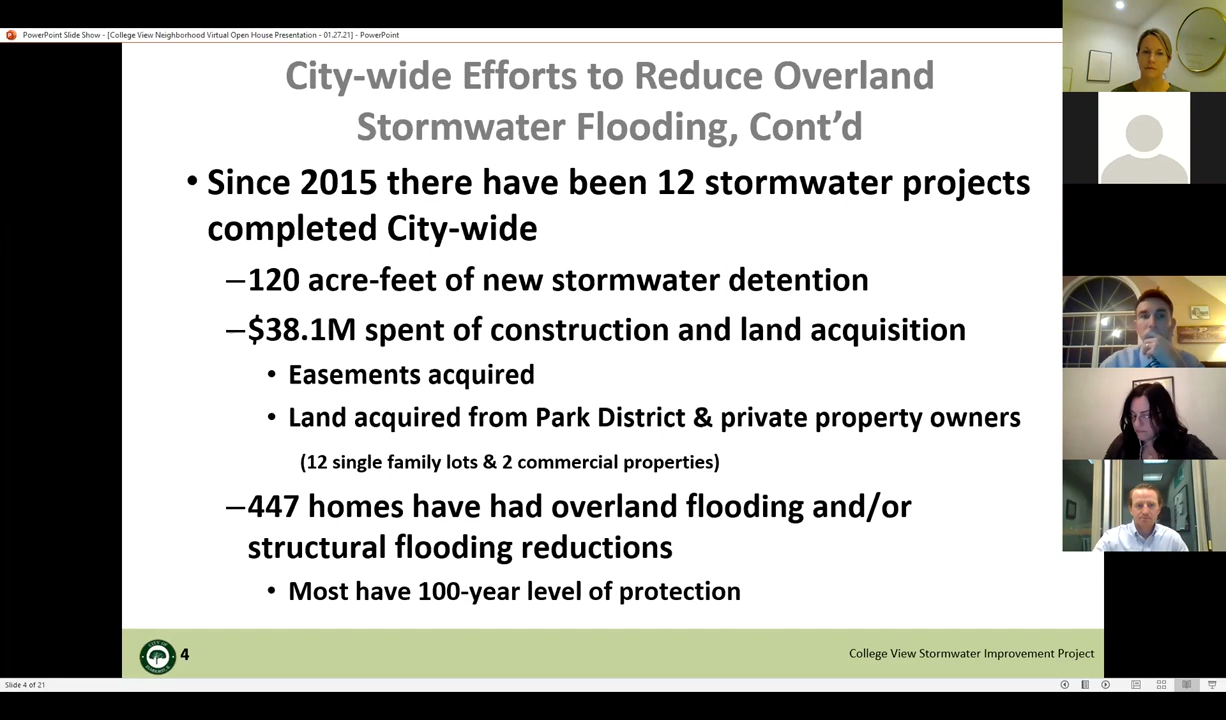 PowerPoint Slide Show - [College View Neighborhood Virtual Open House Presentation - 01.27.21] - PowerPoint
City-wide Efforts to Reduce Overland
Stormwater Flooding, Cont’d
• Since 2015 there have been 12 stormwater projects
completed City-wide
–120 acre-feet of new stormwater detention
–$38.1M spent of construction and land acquisition
• Easements acquired
• Land acquired from Park District & private property owners
(12 single family lots & 2 commercial properties)
–447 homes have had overland flooding and/or
structural flooding reductions
• Most have 100-year level of protection
CITY OF
4
College View Stormwater Improvement Project
Slide 4 of 21